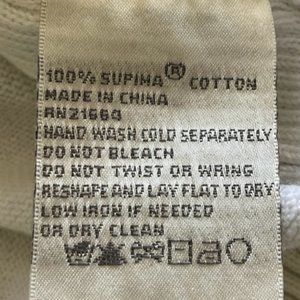 100% SUPIMA® COTTON
MADE IN CHINA
RN21664
HAND WASH COLD SEPARATELY
DO NOT BLEACH
DO NOT TWIST OR WRING
RESHAPE AND LAY FLAT TO DRY
LOW IRON IF NEEDED
OR DRY CLEAN